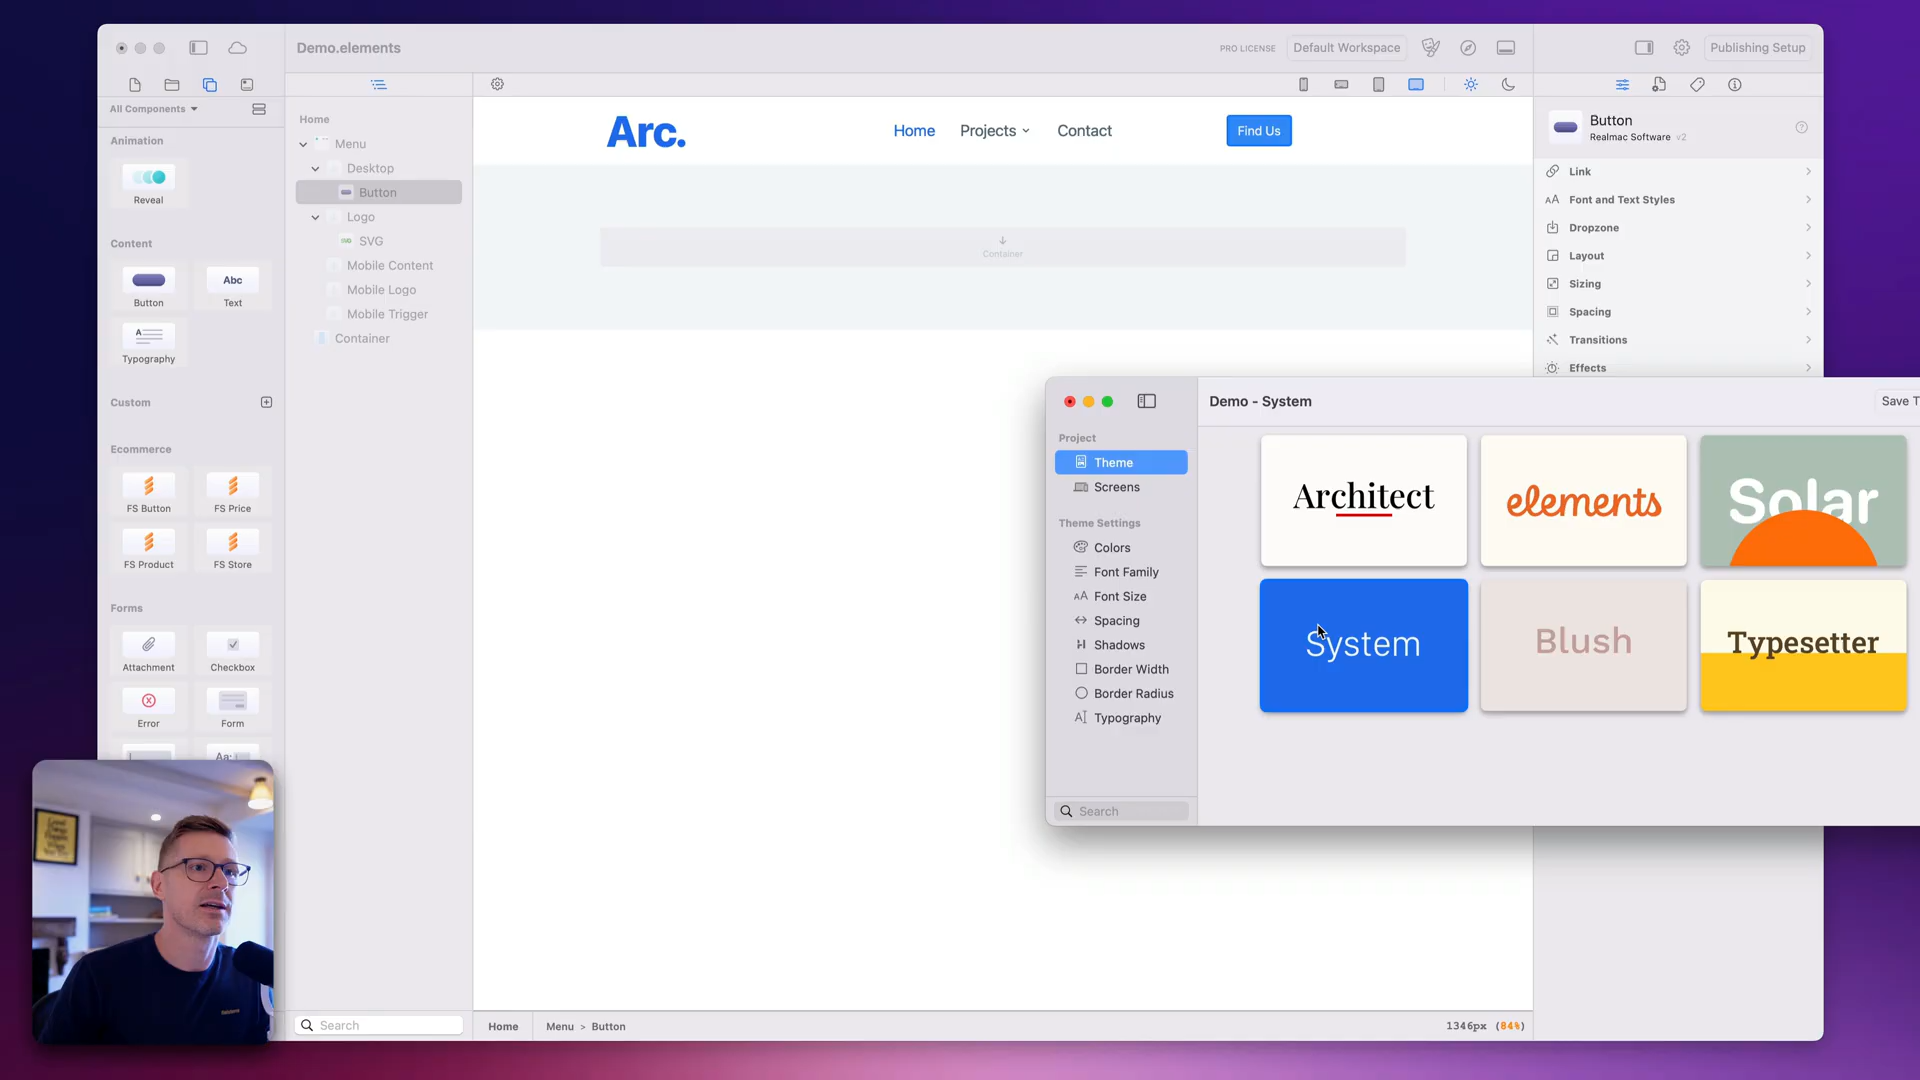 Demo.elements
PRO LICENSE
Default Workspace
Publishing Setup
All Components
Animation
Reveal
Content
Button
Abc
Text
Typography
Custom
Ecommerce
FS Button
FS Price
FS Product
FS Store
Forms
Attachment
Checkbox
Error
Form
Aa:
Home
Menu
Desktop
Button
Logo
SVG
Mobile Content
Mobile Logo
Mobile Trigger
Container
Search
Arc.
Home
Projects
Contact
Find Us
Container
Button
Realmac Software v2
Link
Font and Text Styles
Dropzone
Layout
Sizing
Spacing
Transitions
Effects
Demo - System
Save T
Project
Theme
Screens
Theme Settings
Colors
Font Family
Font Size
Spacing
Shadows
Border Width
Border Radius
Typography
Search
Architect
elements
Solar
System
Blush
Typesetter
Home
Menu > Button
1346px (84%)